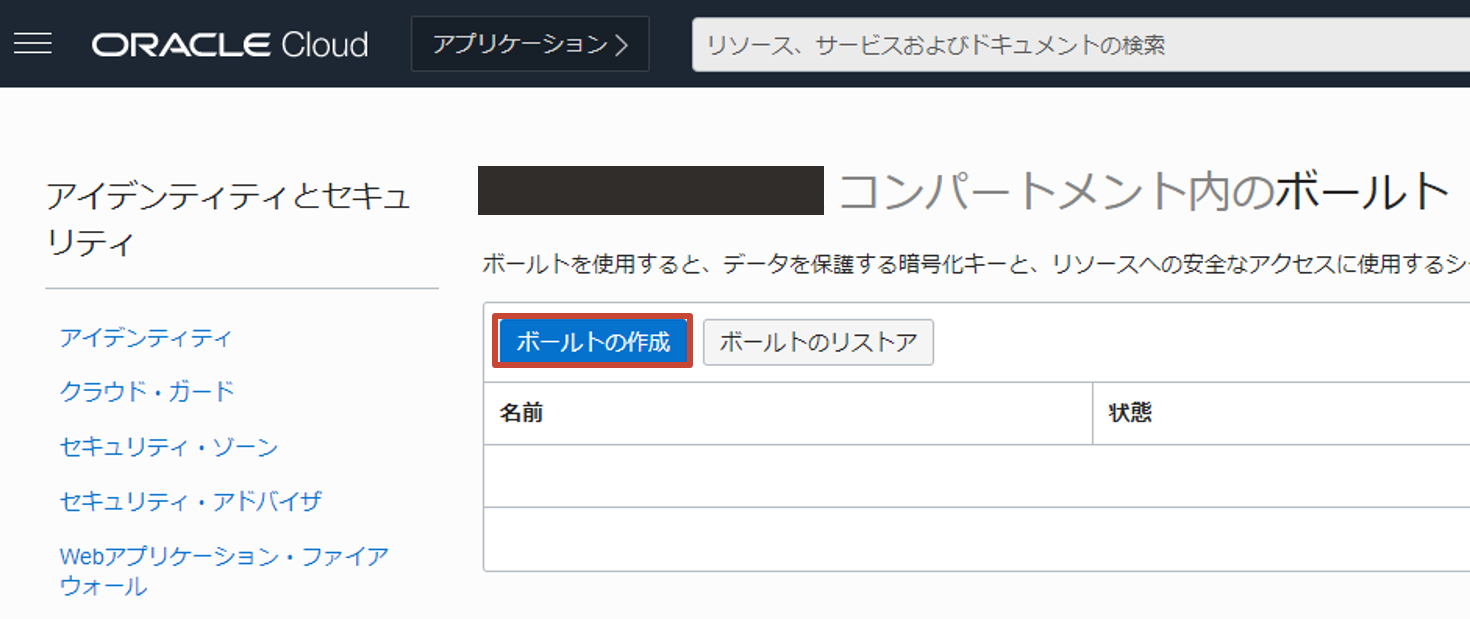 ORACLE Cloud
アプリケーション
リソース、サービスおよびドキュメントの検索
アイデンティティとセキュ
リティ
アイデンティティ
クラウド・ガード
セキュリティ・ゾーン
セキュリティ・アドバイザ
Webアプリケーション・ファイア
ウォール
コンパートメント内のボールト
ボールトを使用すると、データを保護する暗号化キーと、リソースへの安全なアクセスに使用するシー
ボールトの作成
ボールトのリストア
名前
状態